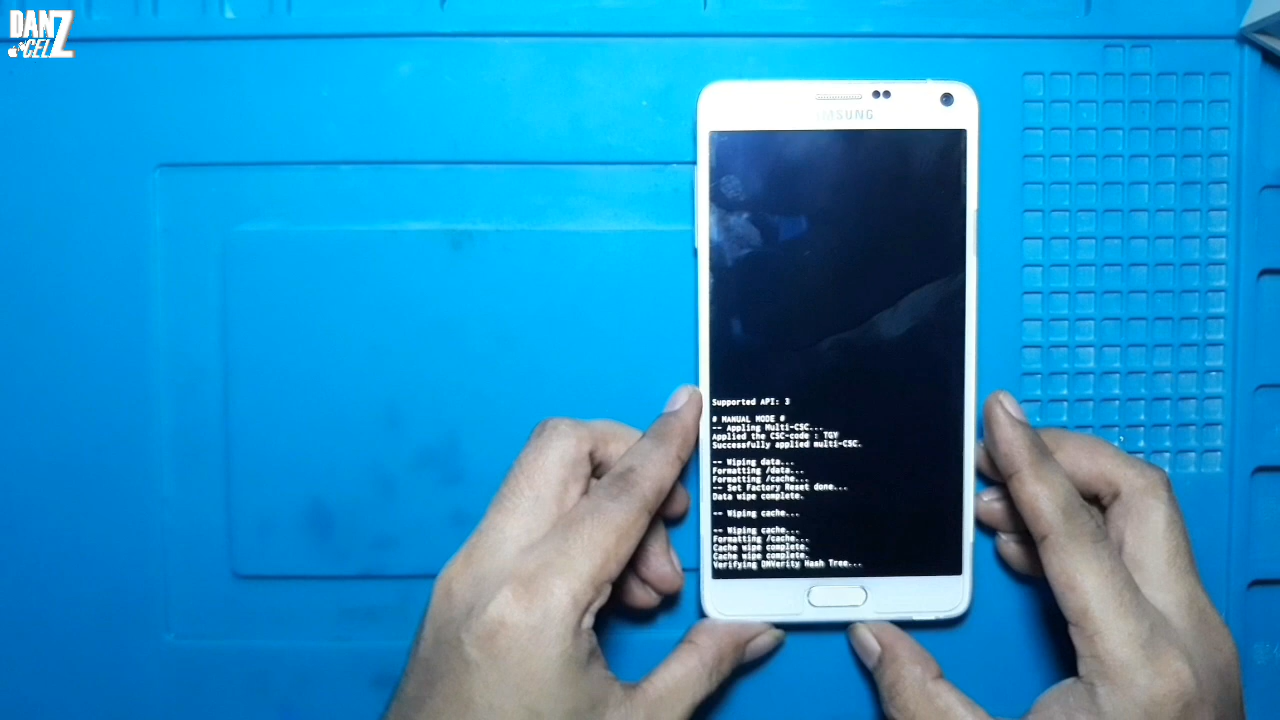 DANZ
CELL
SAMSUNG
Supported API: 3
# MANUAL MODE #
-- Appling Multi-CSC...
Applied the CSC-code : TGY
Successfully applied multi-CSC.
-- Wiping data...
Formatting /data...
Formatting /cache...
-- Set Factory Reset done...
Data wipe complete.
-- Wiping cache...
-- Wiping cache...
Formatting /cache...
Cache wipe complete.
Cache wipe complete.
Verifying DMVerity Hash Tree...